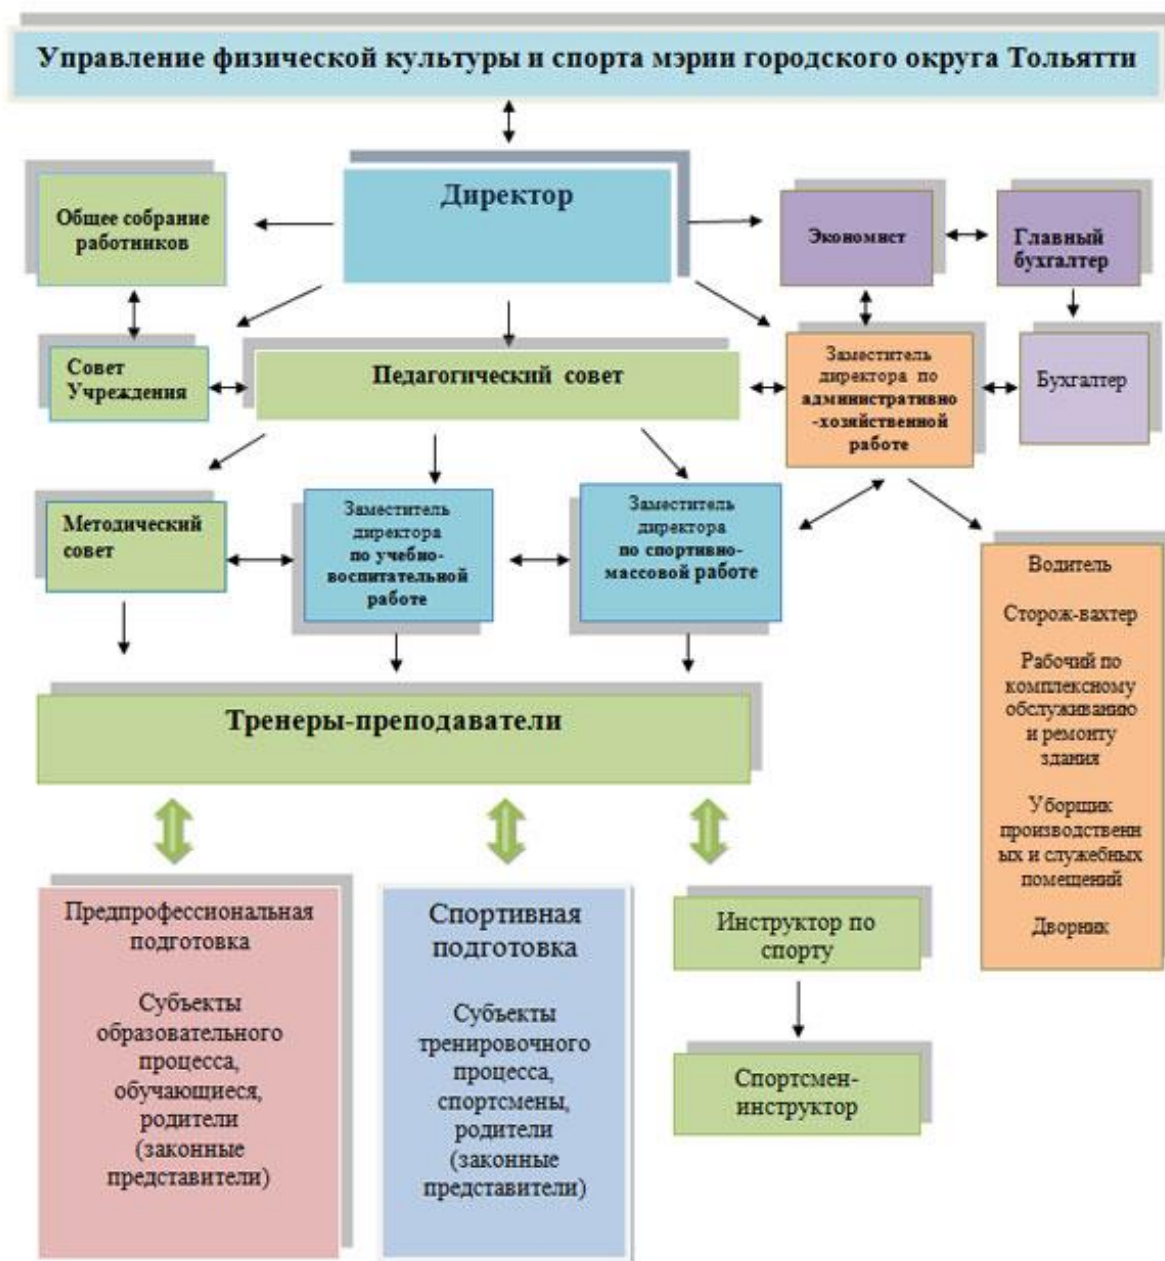 Управление физической культуры и спорта мэрии городского округа Тольятти
Директор
Общее собрание
работников
Экономист
Главный
бухгалтер
Совет
Учреждения
Педагогический совет
Заместитель
директора по
административно
-хозяйственной
работе
Бухгалтер
Методический
совет
Заместитель
директора
по учебно-
воспитательной
работе
Заместитель
директора
по спортивно-
массовой работе
Водитель
Сторож-вахтер
Рабочий по
комплексному
обслуживанию
и ремонту
здания
Уборщик
производственн
ых и служебных
помещений
Дворник
Тренеры-преподаватели
Предпрофессиональная
подготовка
Субъекты
образовательного
процесса,
обучающиеся,
родители
(законные
представители)
Спортивная
подготовка
Субъекты
тренировочного
процесса,
спортсмены,
родители
(законные
представители)
Инструктор по
спорту
Спортсмен-
инструктор